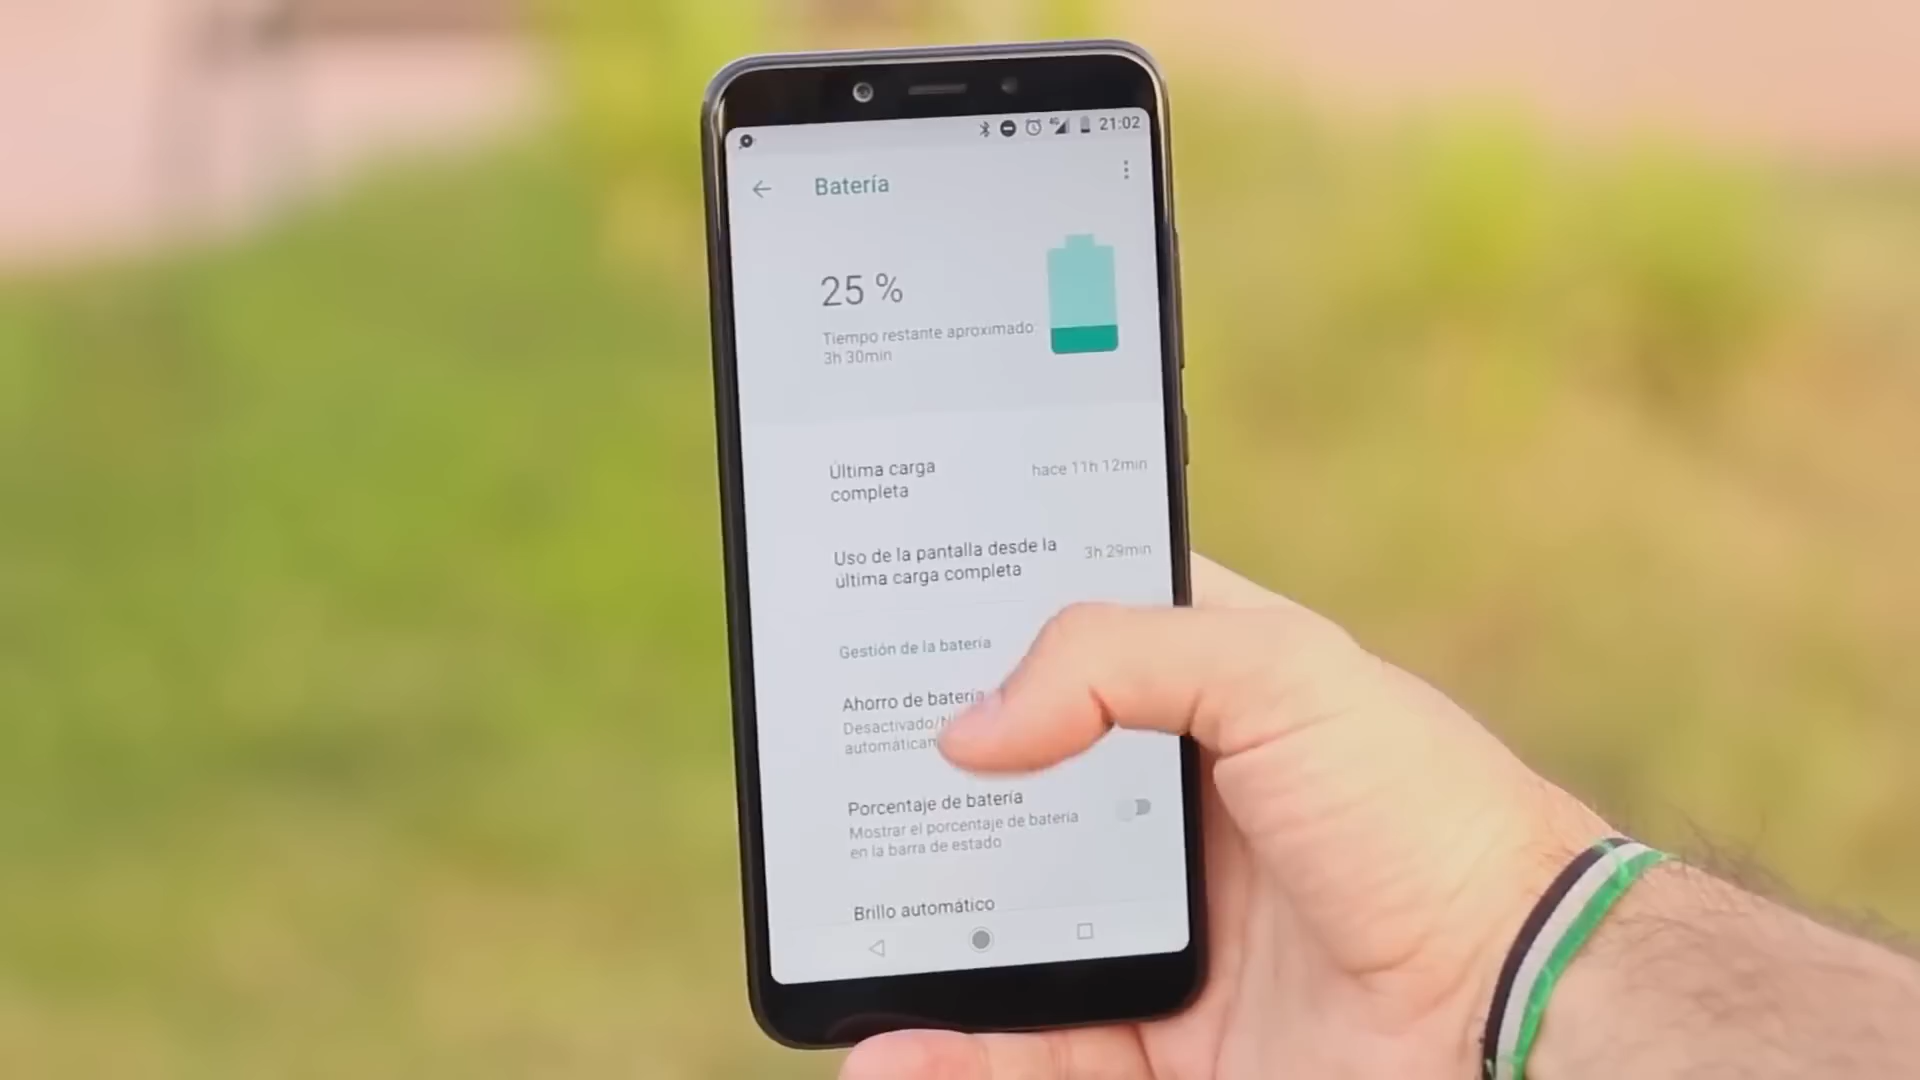 4G 21:02
Batería
25 %
Tiempo restante aproximado:
3h 30min
Última carga
completa
hace 11h 12min
Uso de la pantalla desde la
última carga completa
3h 29min
Gestión de la batería
Ahorro de batería
Desactivado/N
automáticam
Porcentaje de batería
Mostrar el porcentaje de batería
en la barra de estado
Brillo automático